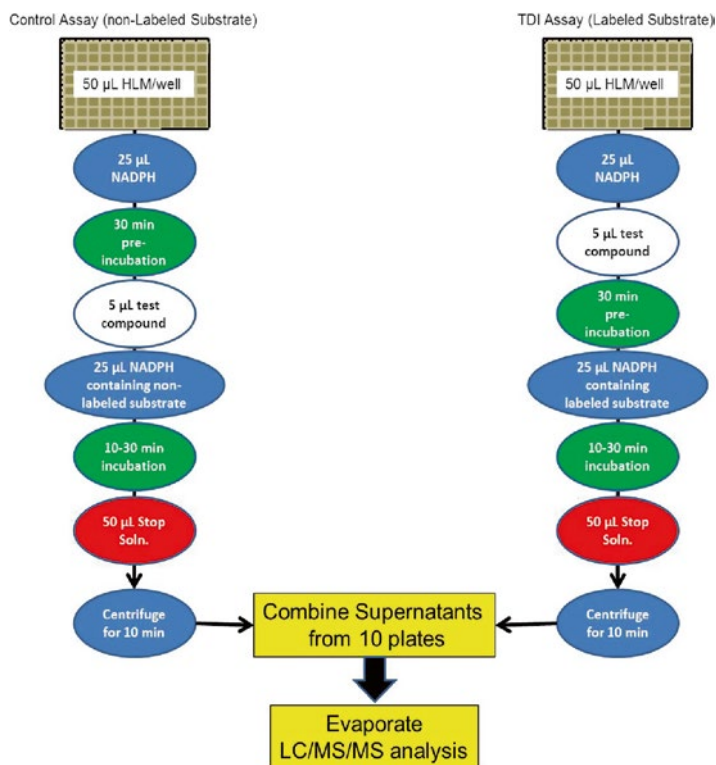 Control Assay (non-Labeled Substrate)
50 µL HLM/well
25 µL
NADPH
30 min
pre-
incubation
5 µL test
compound
25 µL NADPH
containing non-
labeled substrate
10-30 min
incubation
50 µL Stop
Soln.
Centrifuge
for 10 min
TDI Assay (Labeled Substrate)
50 µL HLM/well
25 µL
NADPH
5 µL test
compound
30 min
pre-
incubation
25 µL NADPH
containing
labeled substrate
10-30 min
incubation
50 µL Stop
Soln.
Centrifuge
for 10 min
Combine Supernatants
from 10 plates
Evaporate
LC/MS/MS analysis